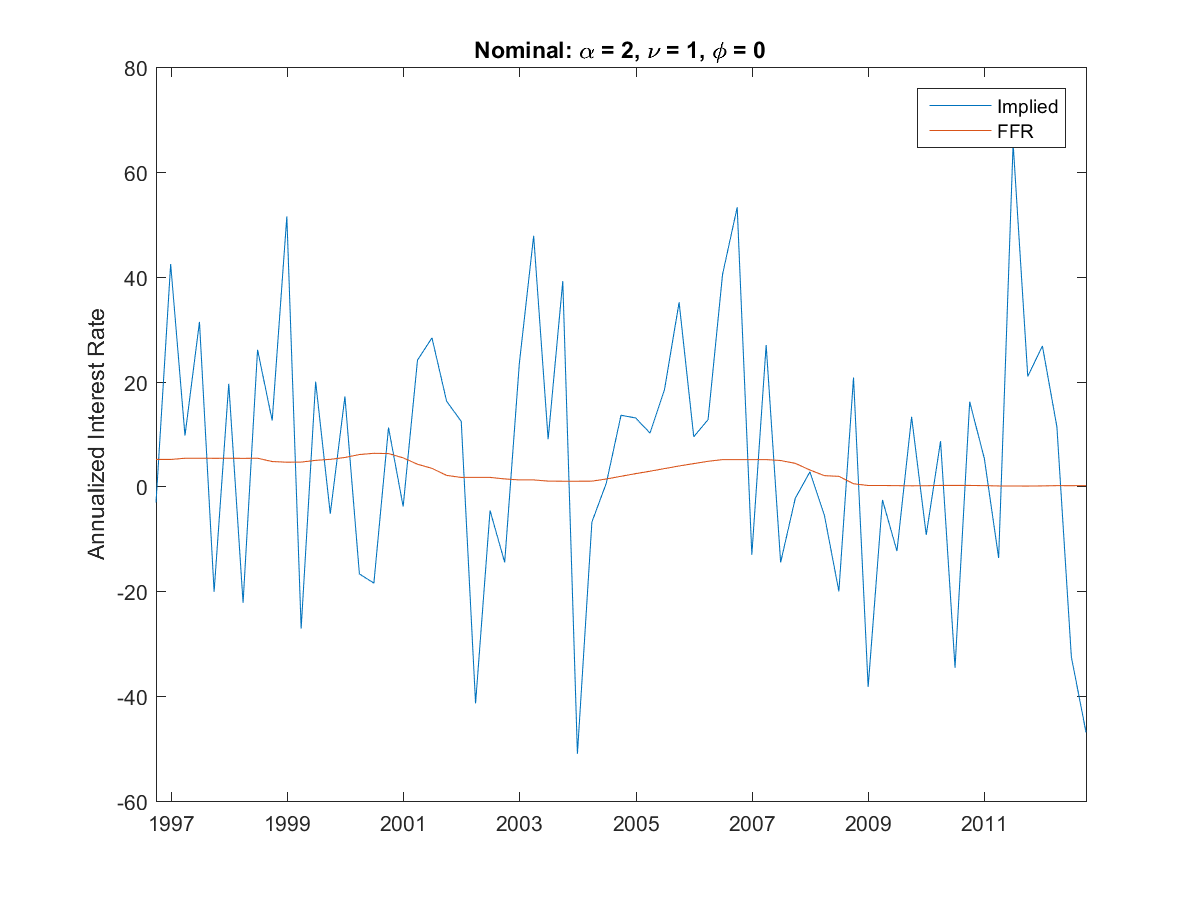 Nominal: α = 2, ν = 1, ϕ = 0
Implied
FFR
Annualized Interest Rate
80
60
40
20
0
-20
-40
-60
1997 1999 2001 2003 2005 2007 2009 2011